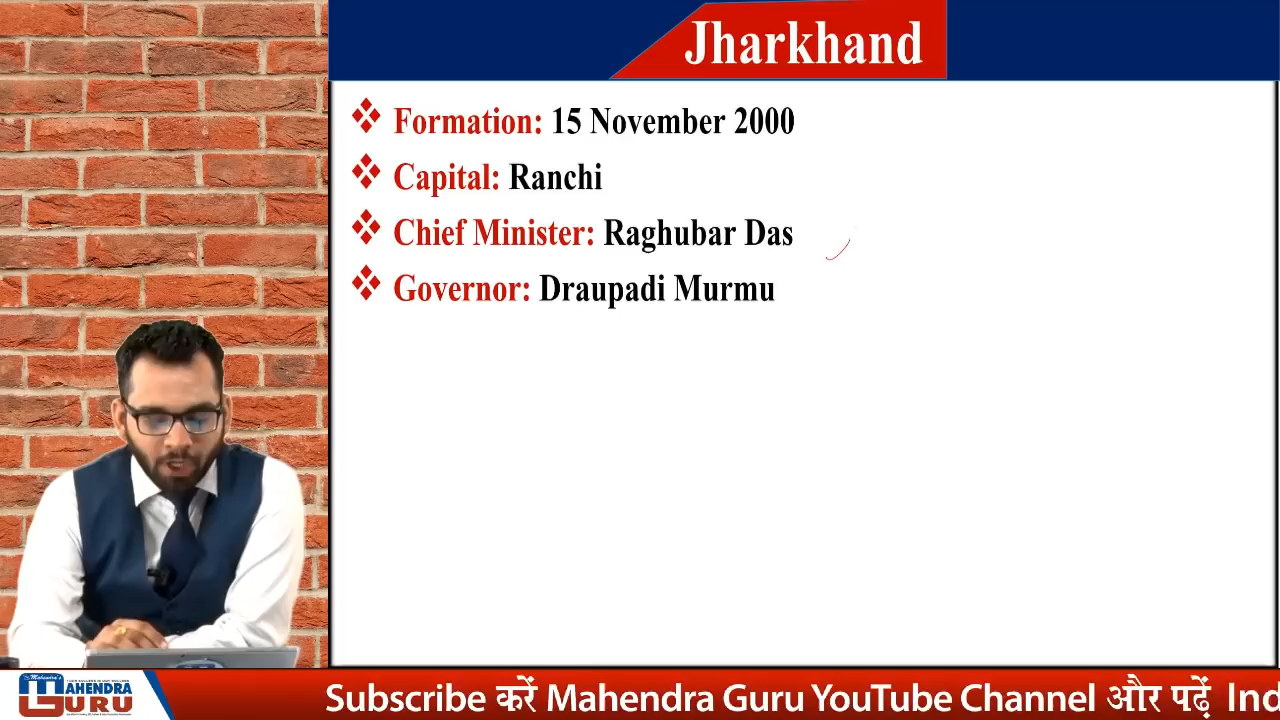 Jharkhand
Formation: 15 November 2000
Capital: Ranchi
Chief Minister: Raghubar Das
Governor: Draupadi Murmu
Mahendra's
MAHENDRA
GURU
Subscribe करें Mahendra Guru YouTube Channel और पढ़ें Ind